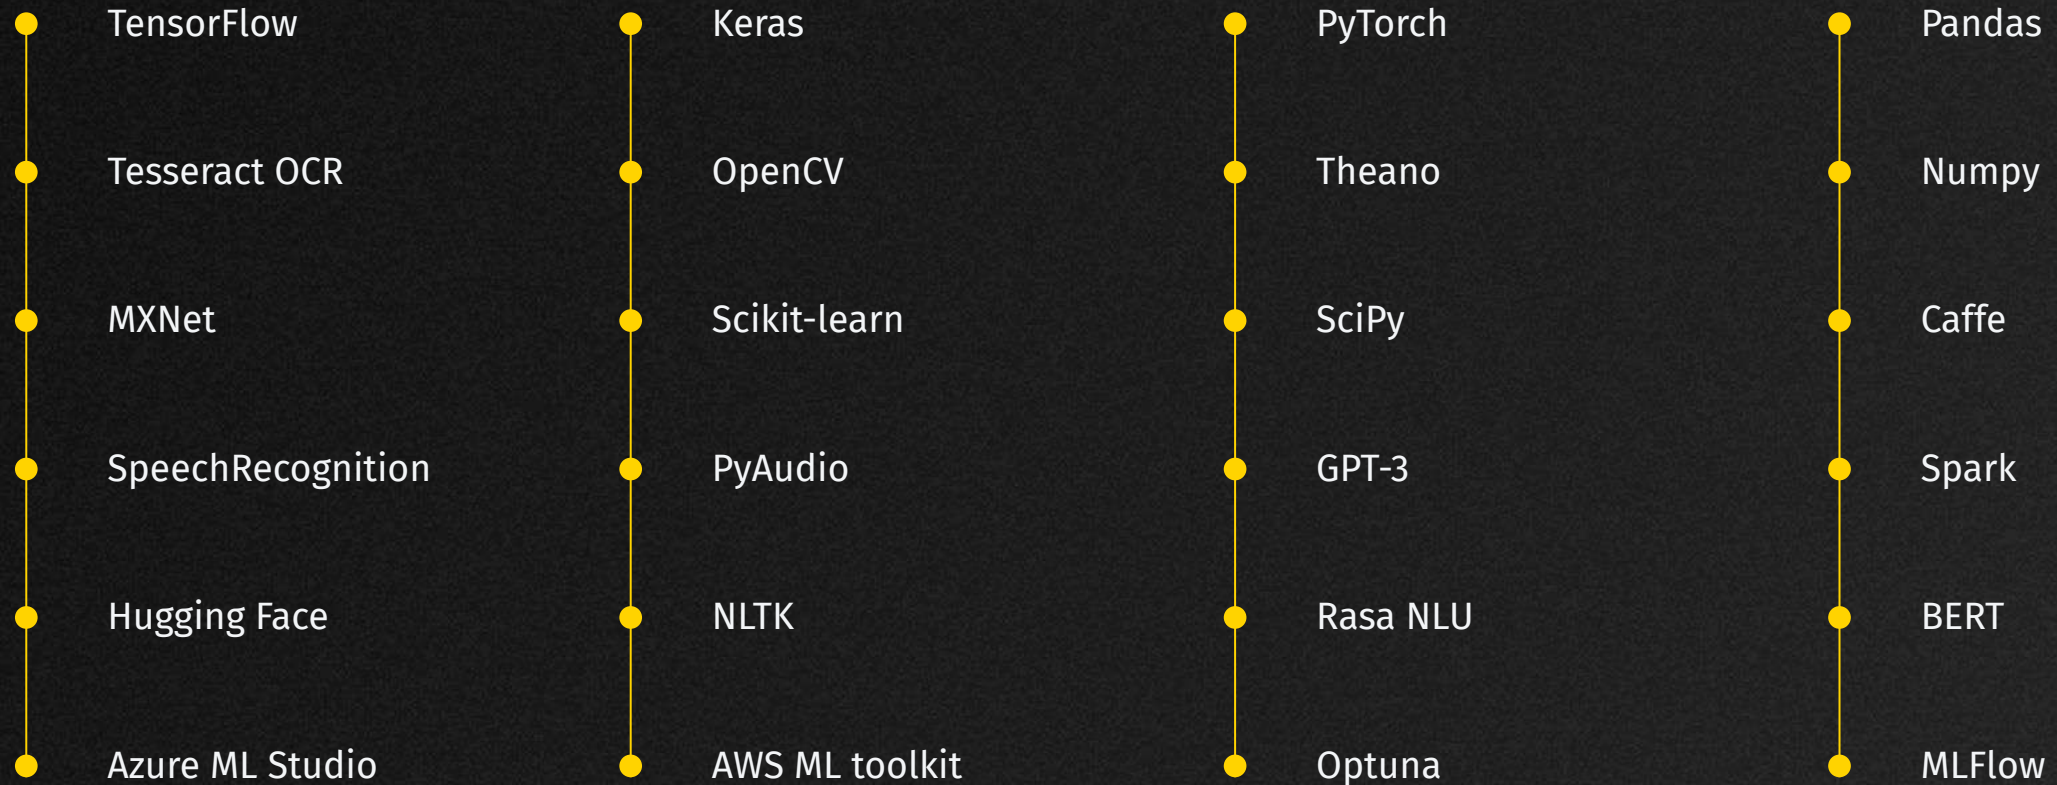 TensorFlow
Keras
PyTorch
Pandas
Tesseract OCR
OpenCV
Theano
Numpy
MXNet
Scikit-learn
SciPy
Caffe
SpeechRecognition
PyAudio
GPT-3
Spark
Hugging Face
NLTK
Rasa NLU
BERT
Azure ML Studio
AWS ML toolkit
Optuna
MLFlow